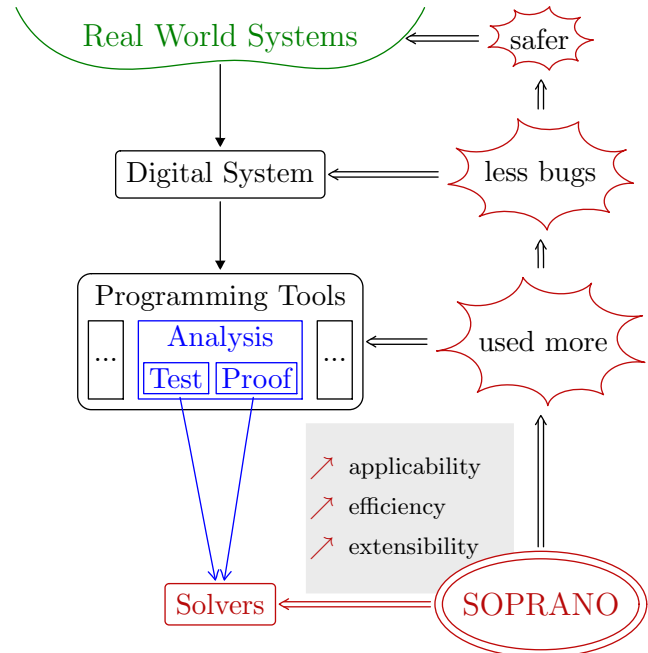 Real World Systems
safer
Digital System
less bugs
Programming Tools
...
Analysis
...
Test
Proof
used more
↗ applicability
↗ efficiency
↗ extensibility
Solvers
SOPRANO